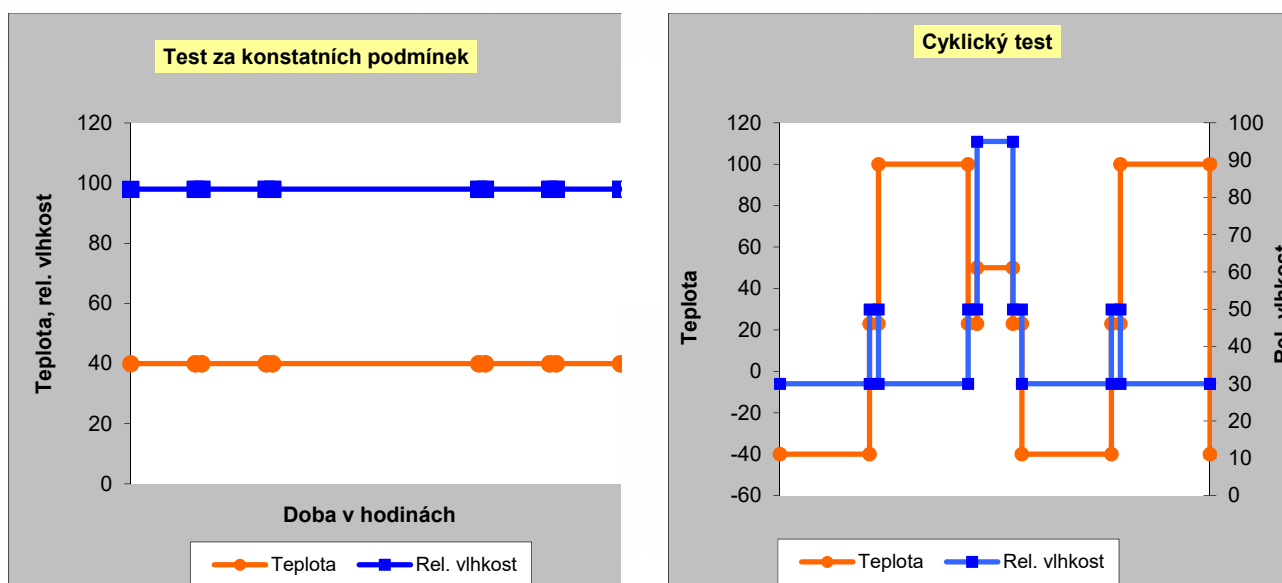 Test za konstatních podmínek
120
100
80
60
40
20
0
Teplota, rel. vlhkost
Doba v hodinách
Teplota
Rel. vlhkost
Cyklický test
120
100
80
60
40
20
0
-20
-40
-60
Teplota
100
90
80
70
60
50
40
30
20
10
0
Rel. vlhkost
Teplota
Rel. vlhkost